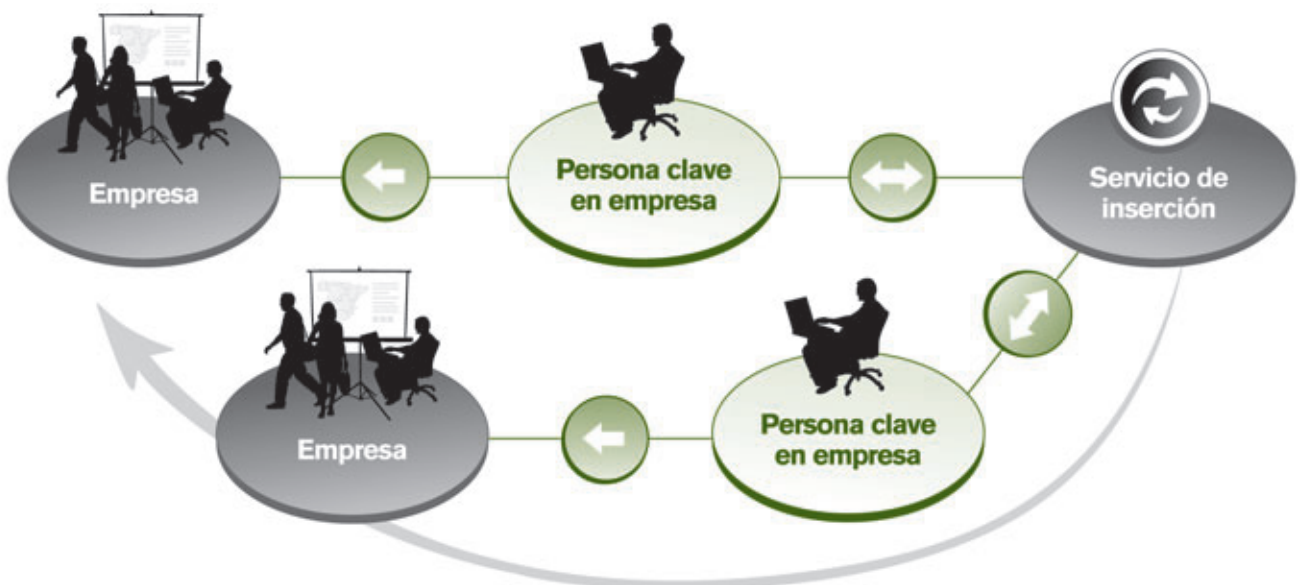 Empresa
Persona clave
en empresa
Servicio de
inserción
Empresa
Persona clave
en empresa